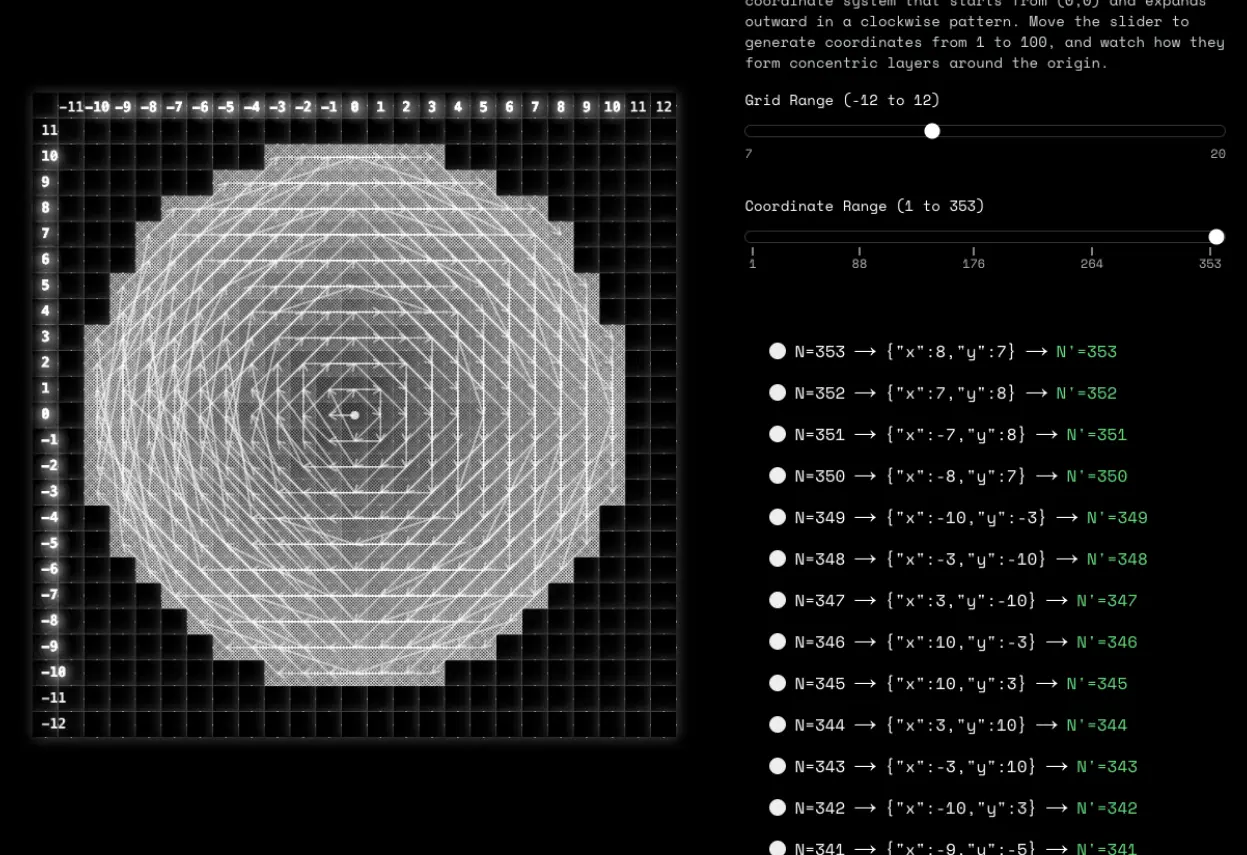 coordinate system that starts from (0,0) and expands
outward in a clockwise pattern. Move the slider to
generate coordinates from 1 to 100, and watch how they
form concentric layers around the origin.
Grid Range (-12 to 12)
7 20
Coordinate Range (1 to 353)
1 88 176 264 353
-11 -10 -9 -8 -7 -6 -5 -4 -3 -2 -1 0 1 2 3 4 5 6 7 8 9 10 11 12
11
10
9
8
7
6
5
4
3
2
1
0
-1
-2
-3
-4
-5
-6
-7
-8
-9
-10
-11
-12
N=353 → {"x":8,"y":7} → N'=353
N=352 → {"x":7,"y":8} → N'=352
N=351 → {"x":-7,"y":8} → N'=351
N=350 → {"x":-8,"y":7} → N'=350
N=349 → {"x":-10,"y":-3} → N'=349
N=348 → {"x":-3,"y":-10} → N'=348
N=347 → {"x":3,"y":-10} → N'=347
N=346 → {"x":10,"y":-3} → N'=346
N=345 → {"x":10,"y":3} → N'=345
N=344 → {"x":3,"y":10} → N'=344
N=343 → {"x":-3,"y":10} → N'=343
N=342 → {"x":-10,"y":3} → N'=342
N=341 → {"x":-9,"y":-5} → N'=341